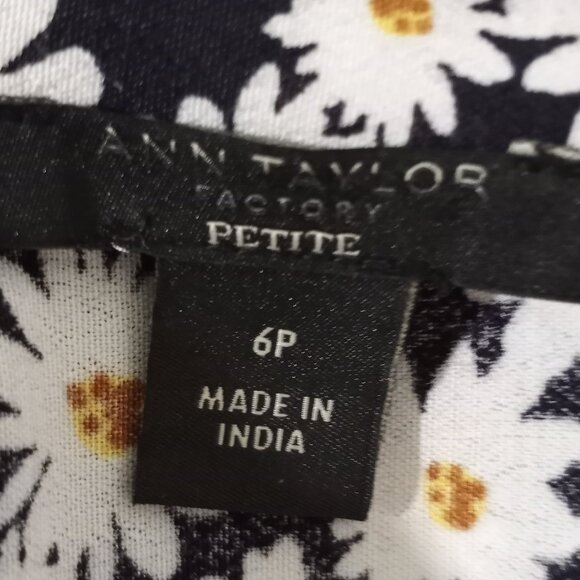 ANN TAYLOR
FACTORY
PETITE
6P
MADE IN
INDIA